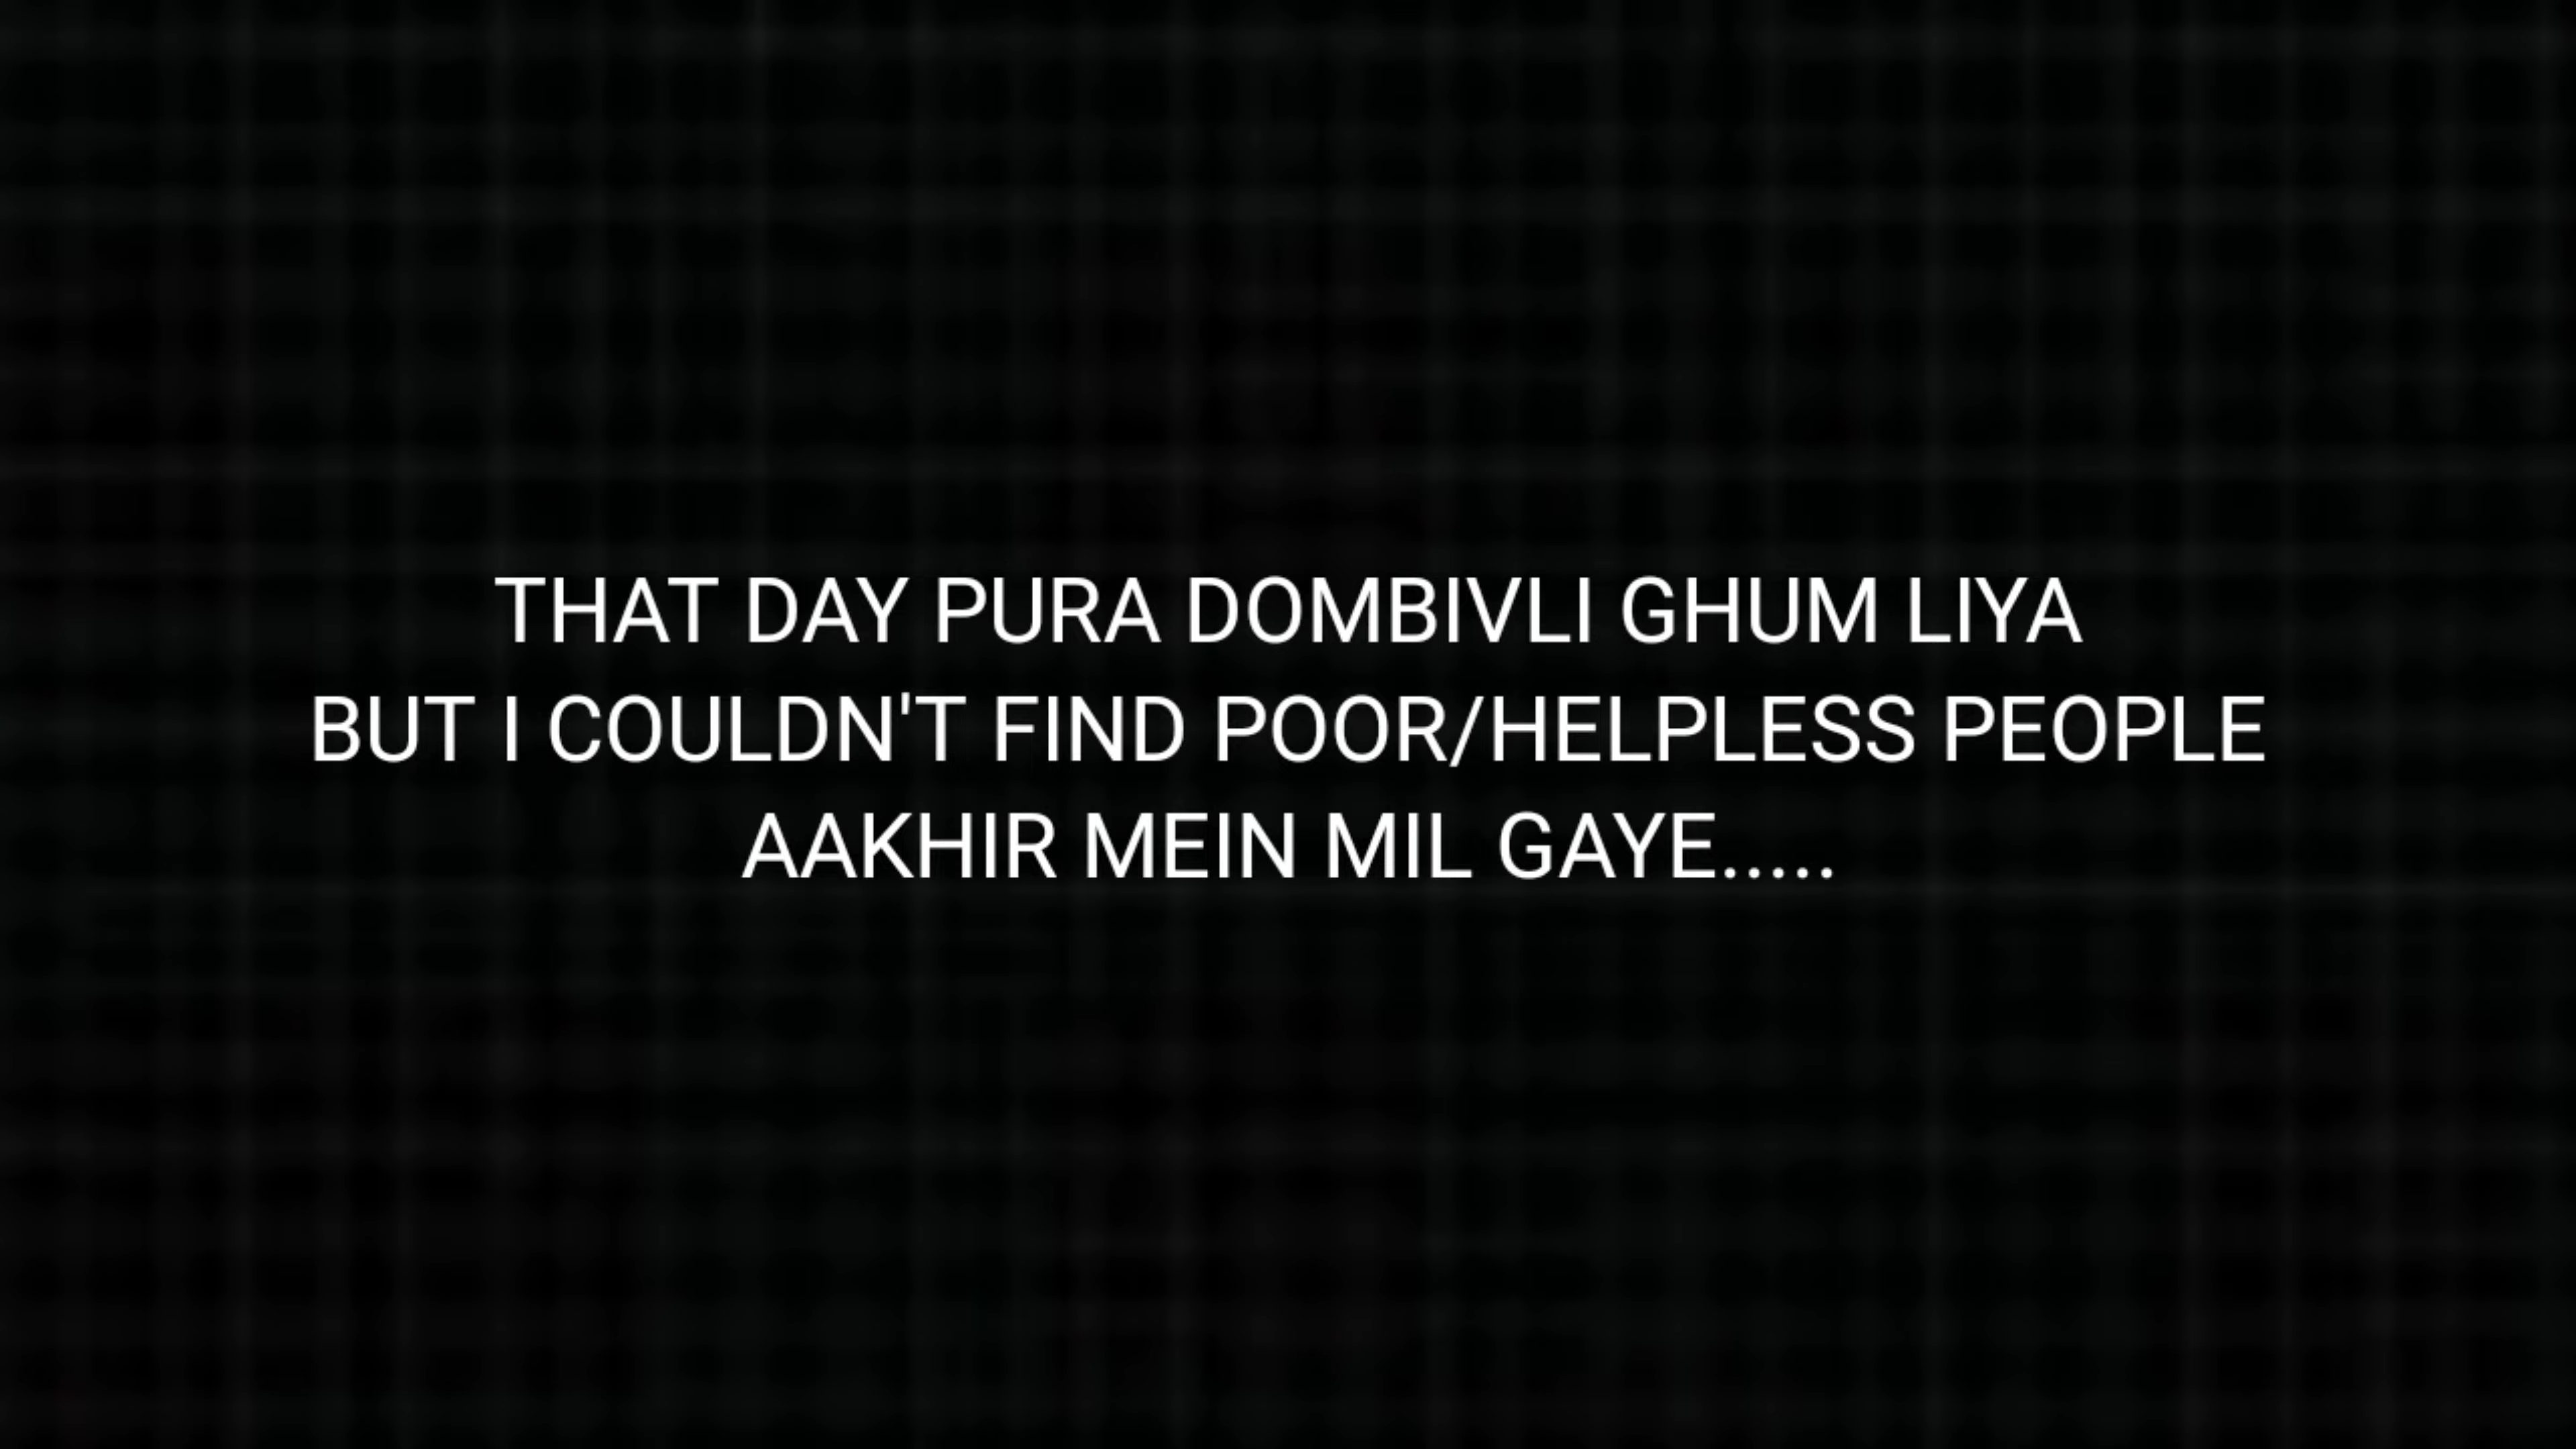 THAT DAY PURA DOMBIVLI GHUM LIYA
BUT I COULDN'T FIND POOR/HELPLESS PEOPLE
AAKHIR MEIN MIL GAYE.....